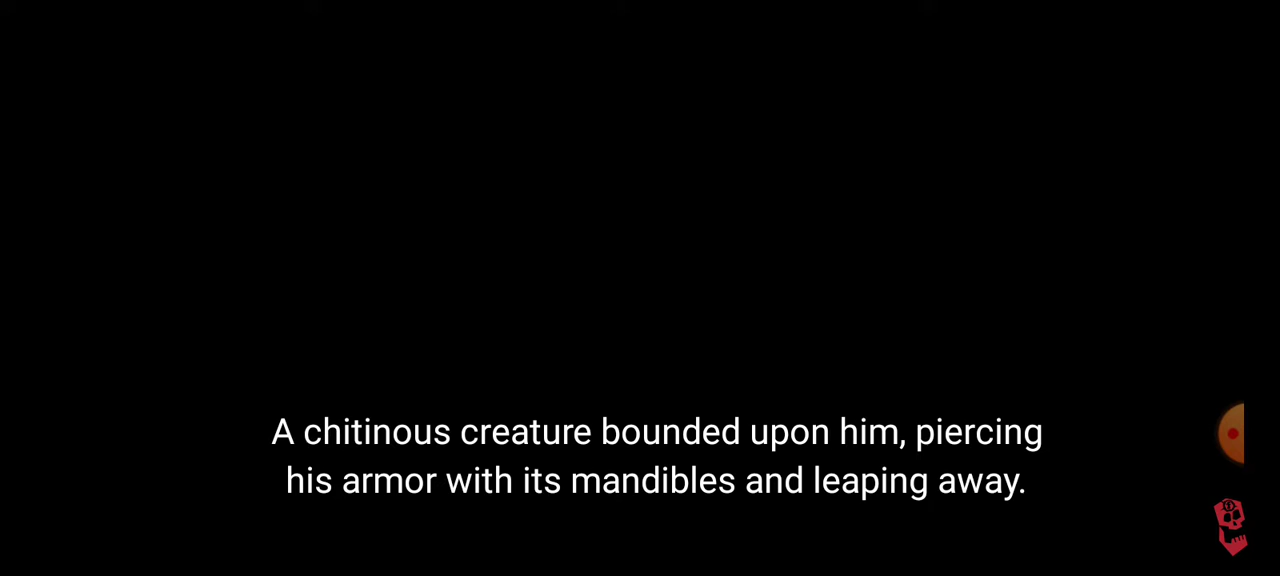 A chitinous creature bounded upon him, piercing
his armor with its mandibles and leaping away.